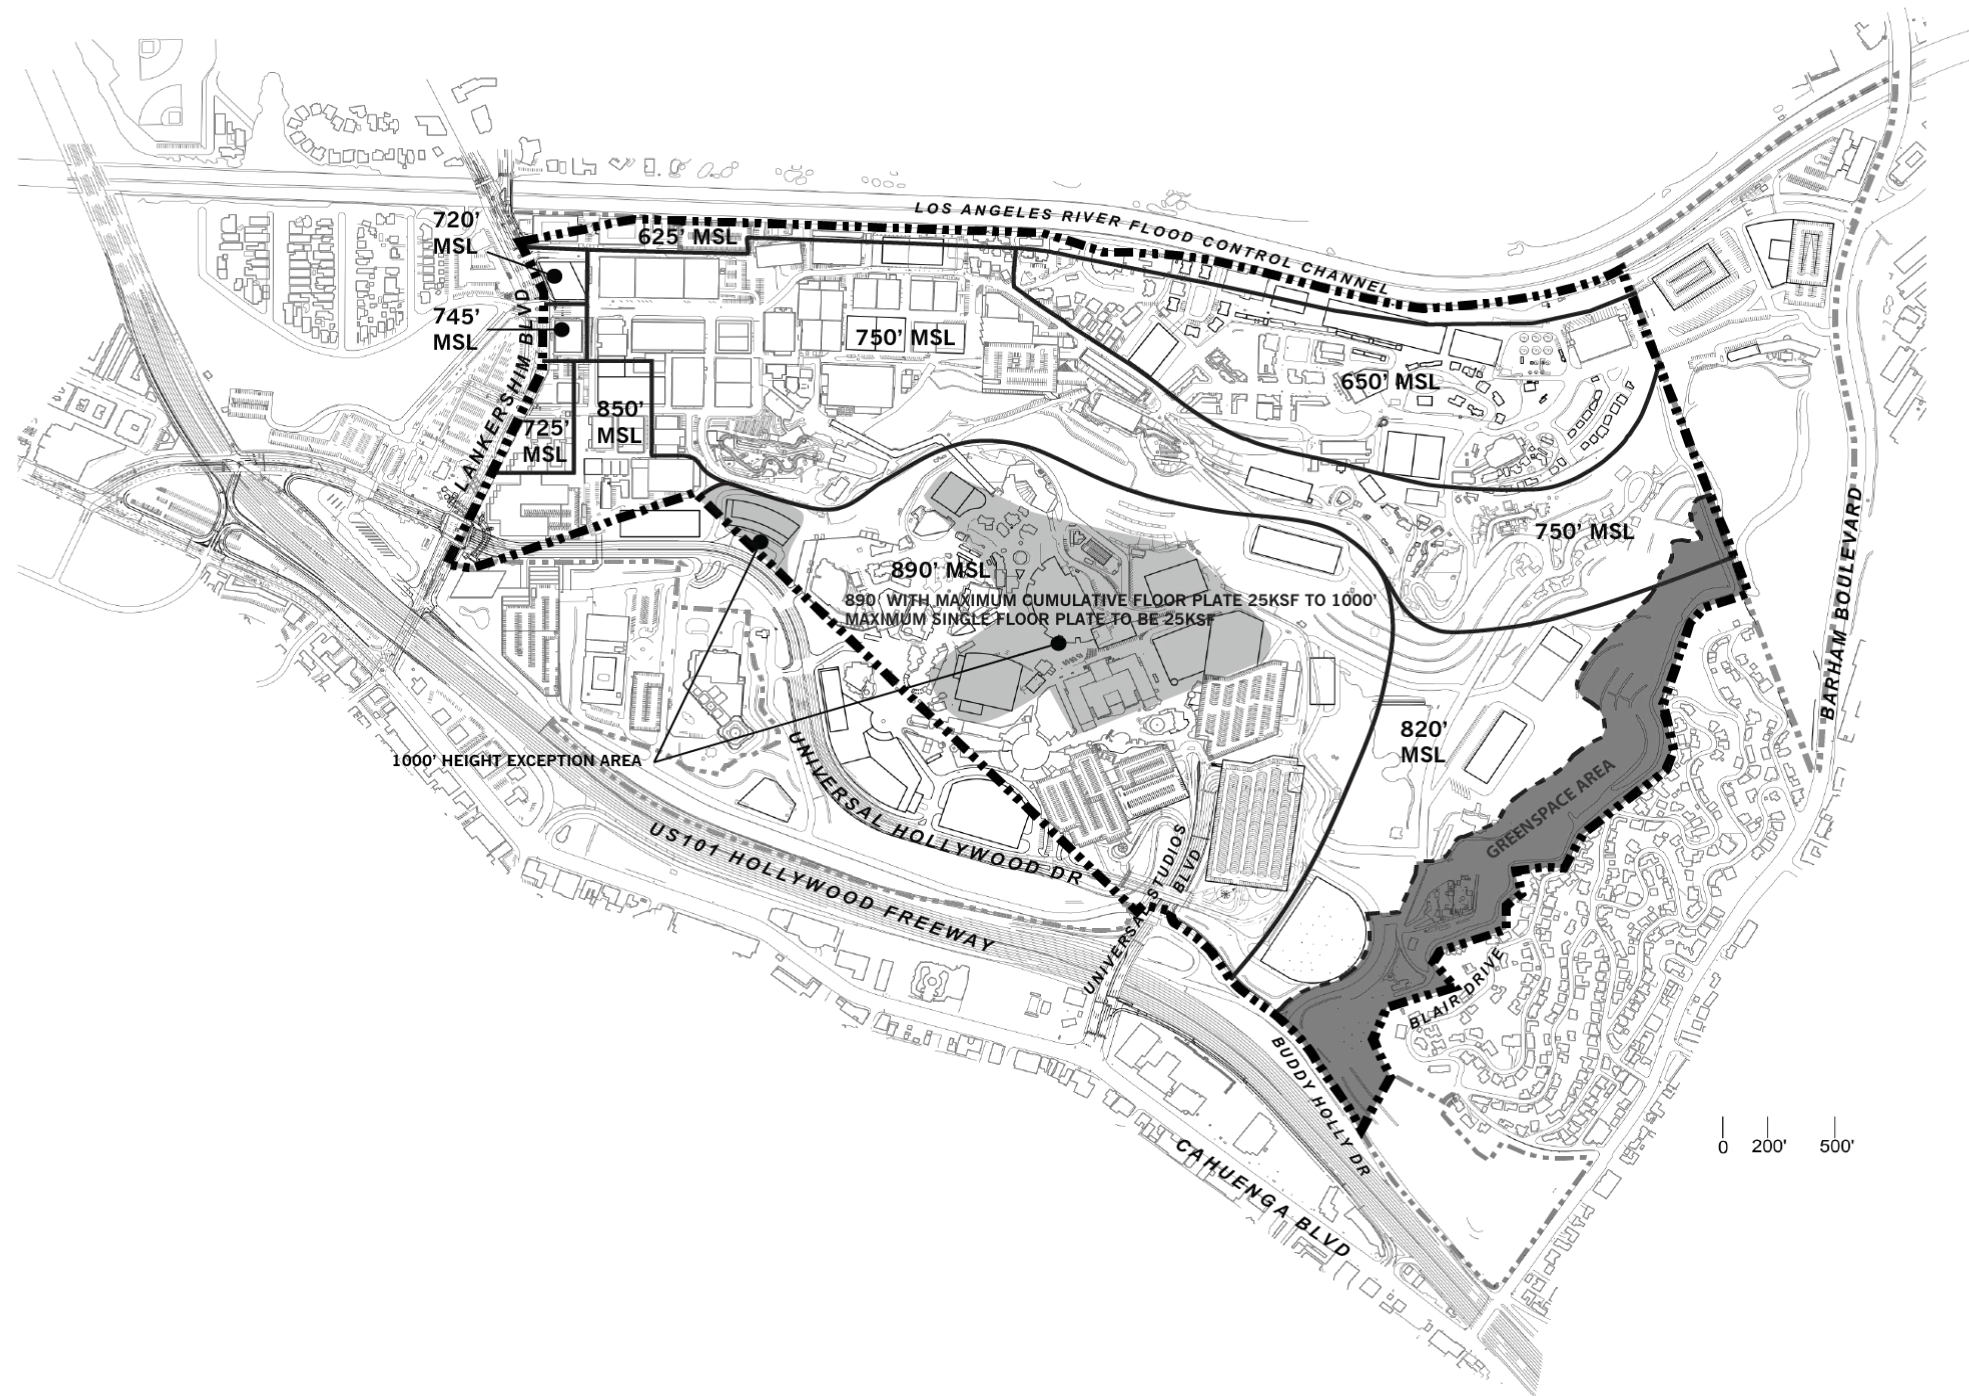 LOS ANGELES RIVER FLOOD CONTROL CHANNEL
720'
MSL
625' MSL
745'
MSL
LANKERSHIM BLVD
750' MSL
650' MSL
850'
MSL
725'
MSL
750' MSL
890' MSL
890' WITH MAXIMUM CUMULATIVE FLOOR PLATE 25KSF TO 1000'
MAXIMUM SINGLE FLOOR PLATE TO BE 25KSF
BARHAM BOULEVARD
820'
MSL
1000' HEIGHT EXCEPTION AREA
UNIVERSAL HOLLYWOOD DR
GREENSPACE AREA
US101 HOLLYWOOD FREEWAY
UNIVERSAL STUDIOS
BLVD
BLAIR DRIVE
BUDDY HOLLY DR
CAHUENGA BLVD
0 200' 500'